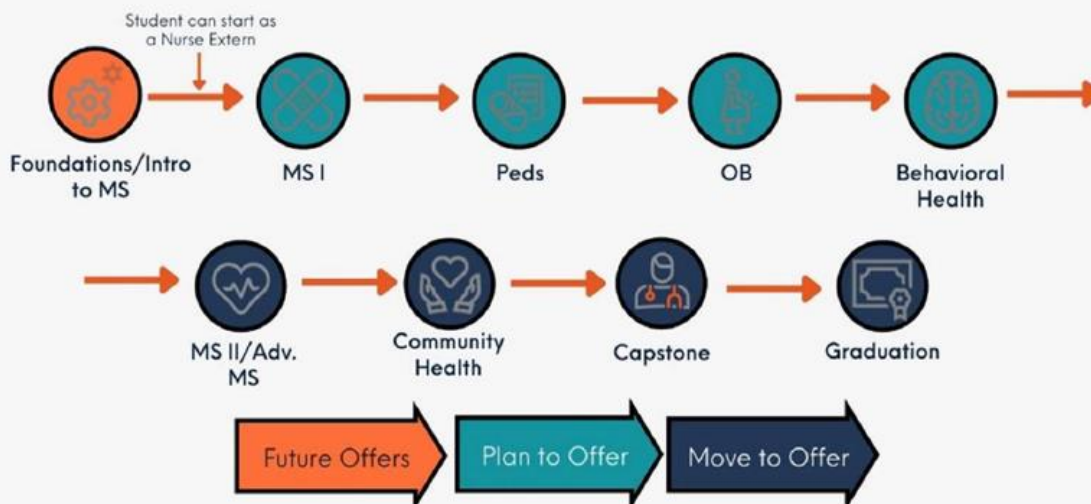 Student can start as
a Nurse Extern
Foundations/Intro
to MS
MS I
Peds
OB
Behavioral
Health
MS II/Adv.
MS
Community
Health
Capstone
Graduation
Future Offers
Plan to Offer
Move to Offer